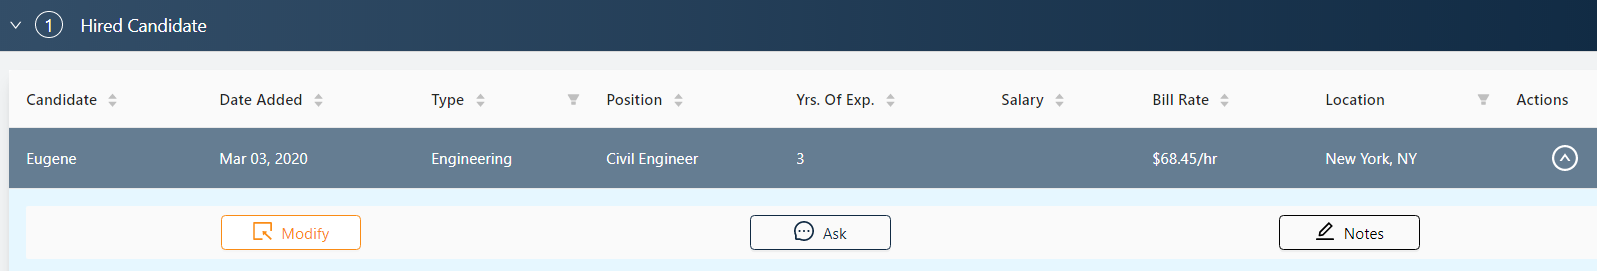 1 Hired Candidate
Candidate Date Added Type Position Yrs. Of Exp. Salary Bill Rate Location Actions
Eugene Mar 03, 2020 Engineering Civil Engineer 3 $68.45/hr New York, NY
Modify Ask Notes